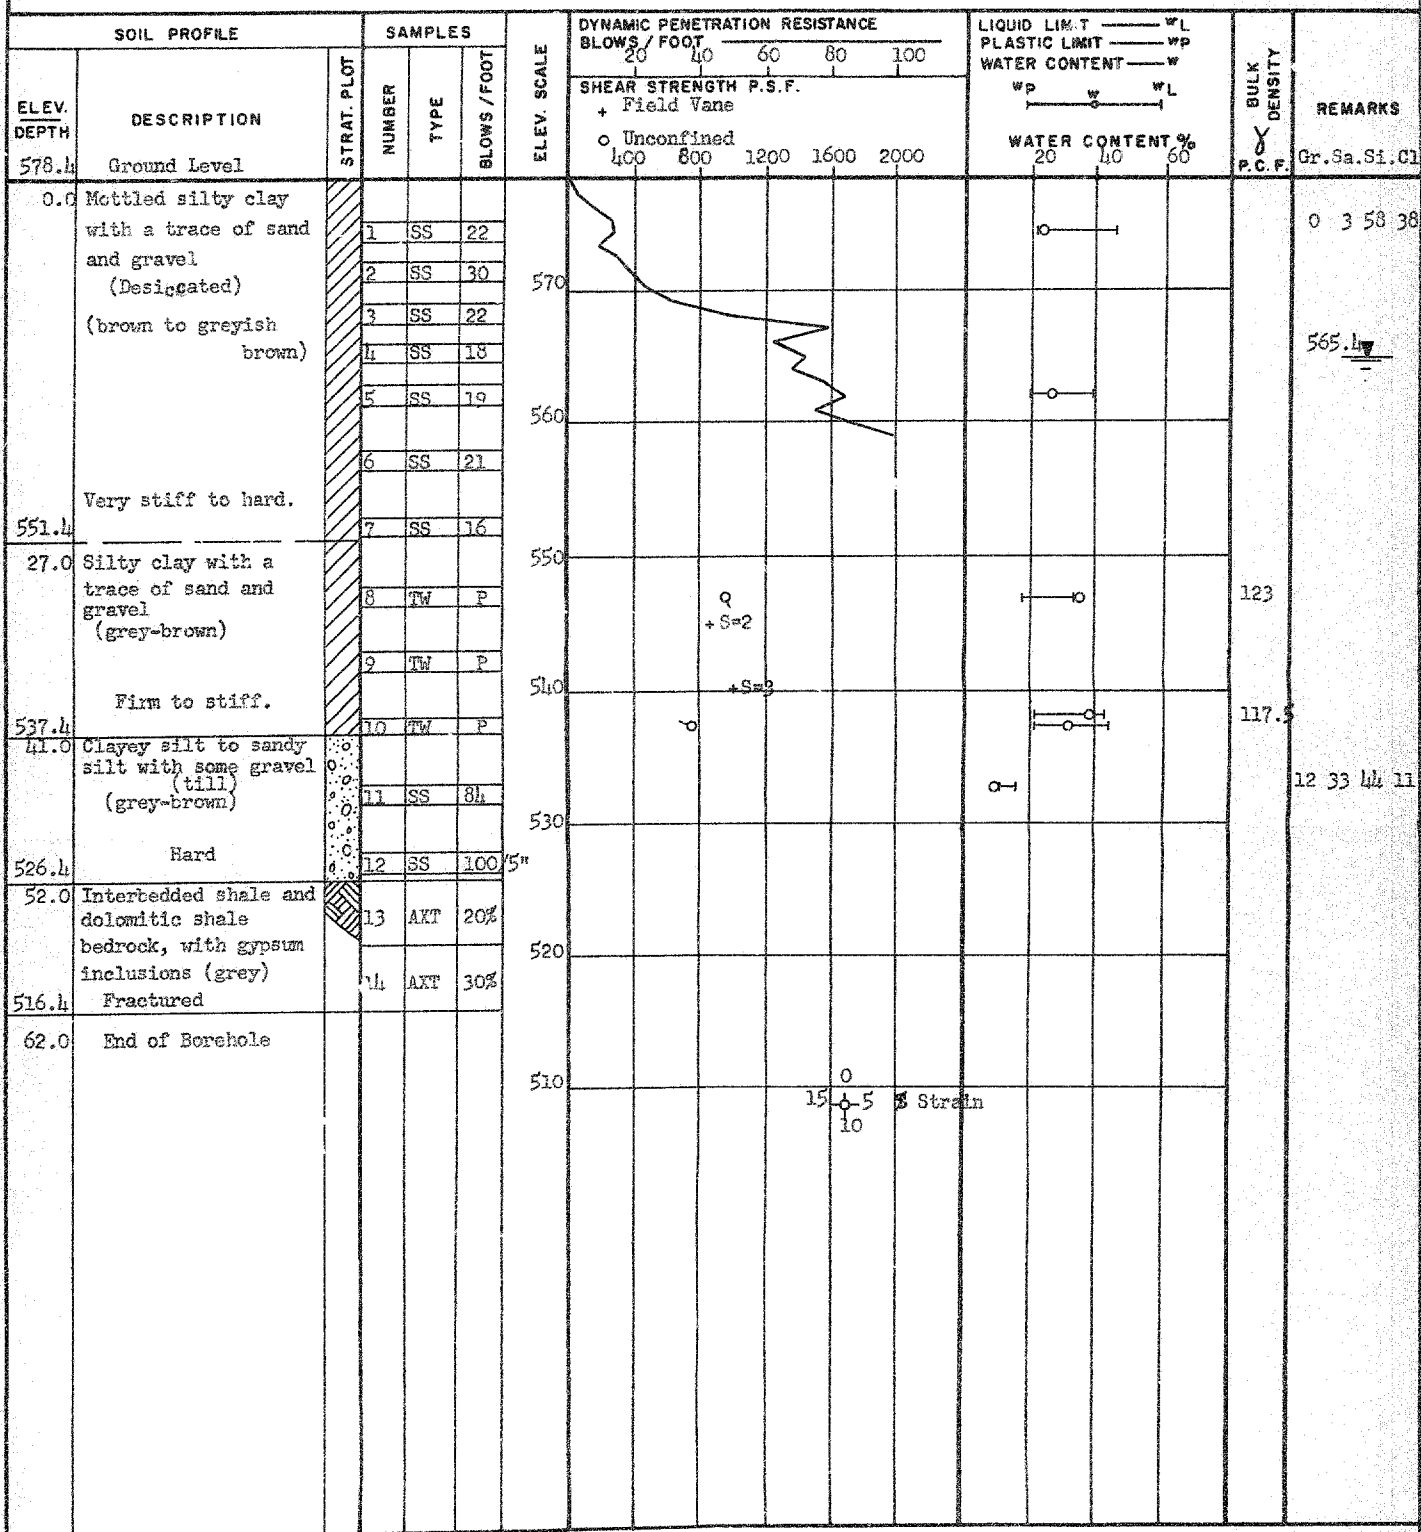 SOIL PROFILE
SAMPLES
ELEV. SCALE
DYNAMIC PENETRATION RESISTANCE
BLOWS / FOOT
20 40 60 80 100
SHEAR STRENGTH P.S.F.
+ Field Vane
o Unconfined
400 800 1200 1600 2000
LIQUID LIMIT wL
PLASTIC LIMIT wP
WATER CONTENT w
wP w wL
WATER CONTENT %
20 40 60
BULK DENSITY
γ
P.C.F.
REMARKS
Gr.Sa.Si.Cl
ELEV.
DEPTH
DESCRIPTION
STRAT. PLOT
NUMBER
TYPE
BLOWS / FOOT
578.4 Ground Level
0.0 Mottled silty clay
with a trace of sand
and gravel
(Desiccated)
(brown to greyish
brown)
Very stiff to hard.
551.4
27.0 Silty clay with a
trace of sand and
gravel
(grey-brown)
Firm to stiff.
537.4
41.0 Clayey silt to sandy
silt with some gravel
(till)
(grey-brown)
Hard
526.4
52.0 Interbedded shale and
dolomitic shale
bedrock, with gypsum
inclusions (grey)
516.4 Fractured
62.0 End of Borehole
1 SS 22
2 SS 30
3 SS 22
4 SS 18
5 SS 19
6 SS 21
7 SS 16
8 TW P
9 TW P
10 TW P
11 SS 84
12 SS 100/5"
13 AXT 20%
14 AXT 30%
570
560
550
540
530
520
510
+ S=2
+S=3
0
15 5 % Strain
10
123
117.5
0 3 58 38
565.4
12 33 44 11